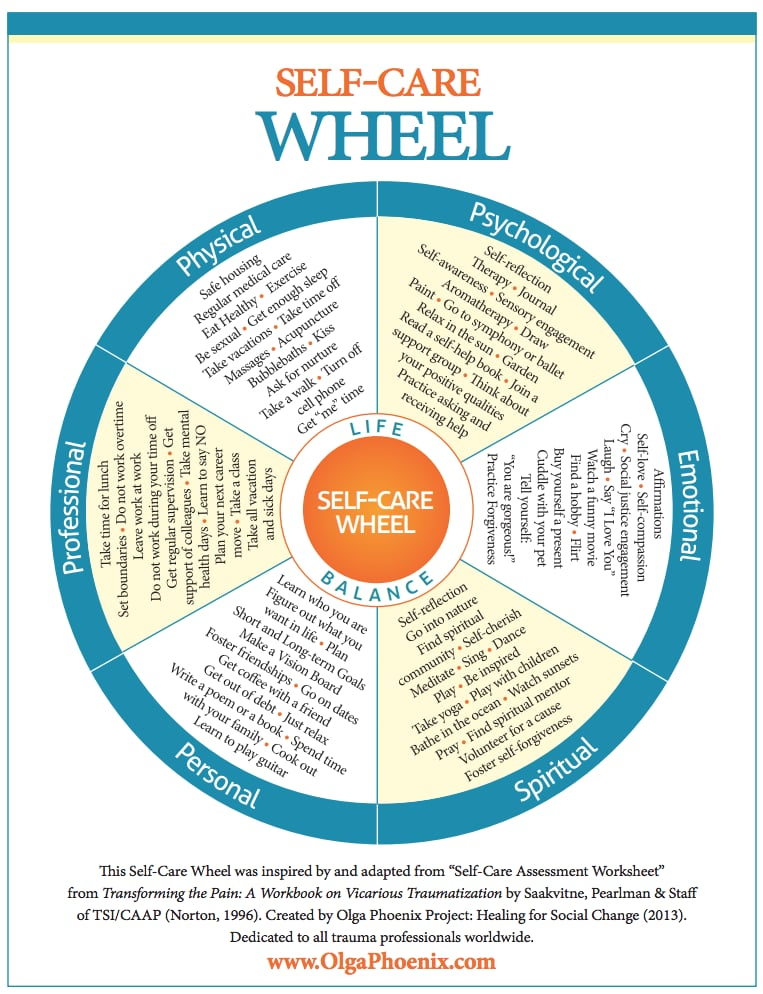 SELF-CARE
WHEEL
Physical
Safe housing
Regular medical care
Eat Healthy • Exercise
Be sexual • Get enough sleep
Take vacations • Take time off
Massages • Acupuncture
Bubblebaths • Kiss
Ask for nurture
Take a walk • Turn off
cell phone
Get “me” time
Psychological
Self-reflection
Therapy • Journal
Self-awareness • Sensory engagement
Aromatherapy • Draw
Paint • Go to symphony or ballet
Relax in the sun • Garden
Read a self-help book • Join a
support group • Think about
your positive qualities
Practice asking and
receiving help
Emotional
Affirmations
Self-love • Self-compassion
Cry • Social justice engagement
Laugh • Say “I Love You”
Watch a funny movie
Find a hobby • Flirt
Buy yourself a present
Cuddle with your pet
Tell yourself:
“You are gorgeous!”
Practice Forgiveness
Spiritual
Self-reflection
Go into nature
Find spiritual
community • Self-cherish
Meditate • Sing • Dance
Play • Be inspired
Take yoga • Play with children
Bathe in the ocean • Watch sunsets
Pray • Find spiritual mentor
Volunteer for a cause
Foster self-forgiveness
Personal
Learn who you are
Figure out what you
want in life • Plan
Short and Long-term Goals
Make a Vision Board
Foster friendships • Go on dates
Get coffee with a friend
Get out of debt • Just relax
Write a poem or a book • Spend time
with your family • Cook out
Learn to play guitar
Professional
Take time for lunch
Set boundaries • Do not work overtime
Leave work at work
Do not work during your time off
Get regular supervision • Get
support of colleagues • Take mental
health days • Learn to say NO
Plan your next career
move • Take a class
Take all vacation
and sick days
LIFE
SELF-CARE
WHEEL
BALANCE
This Self-Care Wheel was inspired by and adapted from “Self-Care Assessment Worksheet”
from Transforming the Pain: A Workbook on Vicarious Traumatization by Saakvitne, Pearlman & Staff
of TSI/CAAP (Norton, 1996). Created by Olga Phoenix Project: Healing for Social Change (2013).
Dedicated to all trauma professionals worldwide.
www.OlgaPhoenix.com